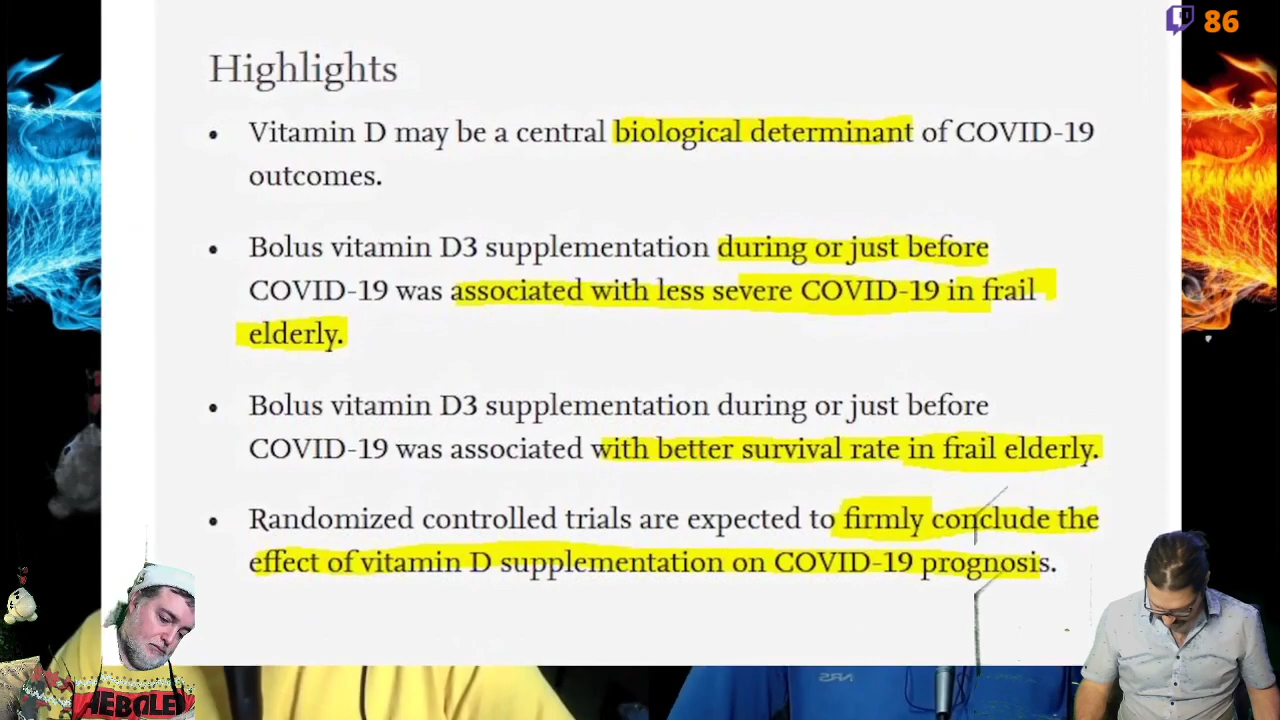 86
Highlights
• Vitamin D may be a central biological determinant of COVID-19
outcomes.
• Bolus vitamin D3 supplementation during or just before
COVID-19 was associated with less severe COVID-19 in frail
elderly.
• Bolus vitamin D3 supplementation during or just before
COVID-19 was associated with better survival rate in frail elderly.
• Randomized controlled trials are expected to firmly conclude the
effect of vitamin D supplementation on COVID-19 prognosis.